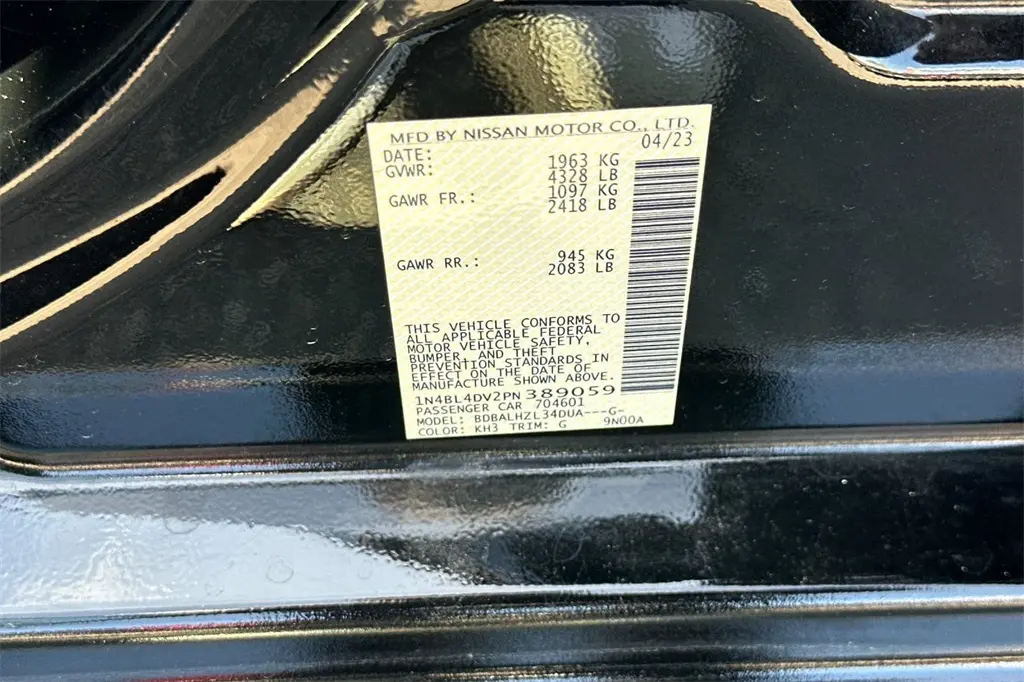 MFD BY NISSAN MOTOR CO., LTD.
DATE: 04/23
GVWR: 1963 KG
4328 LB
GAWR FR.: 1097 KG
2418 LB
GAWR RR.: 945 KG
2083 LB
THIS VEHICLE CONFORMS TO
ALL APPLICABLE FEDERAL
MOTOR VEHICLE SAFETY,
BUMPER, AND THEFT
PREVENTION STANDARDS IN
EFFECT ON THE DATE OF
MANUFACTURE SHOWN ABOVE.
1N4BL4DV2PN389059
PASSENGER CAR 704601
MODEL: BDBALHZL34DUA---G-
COLOR: KH3 TRIM: G 9N00A